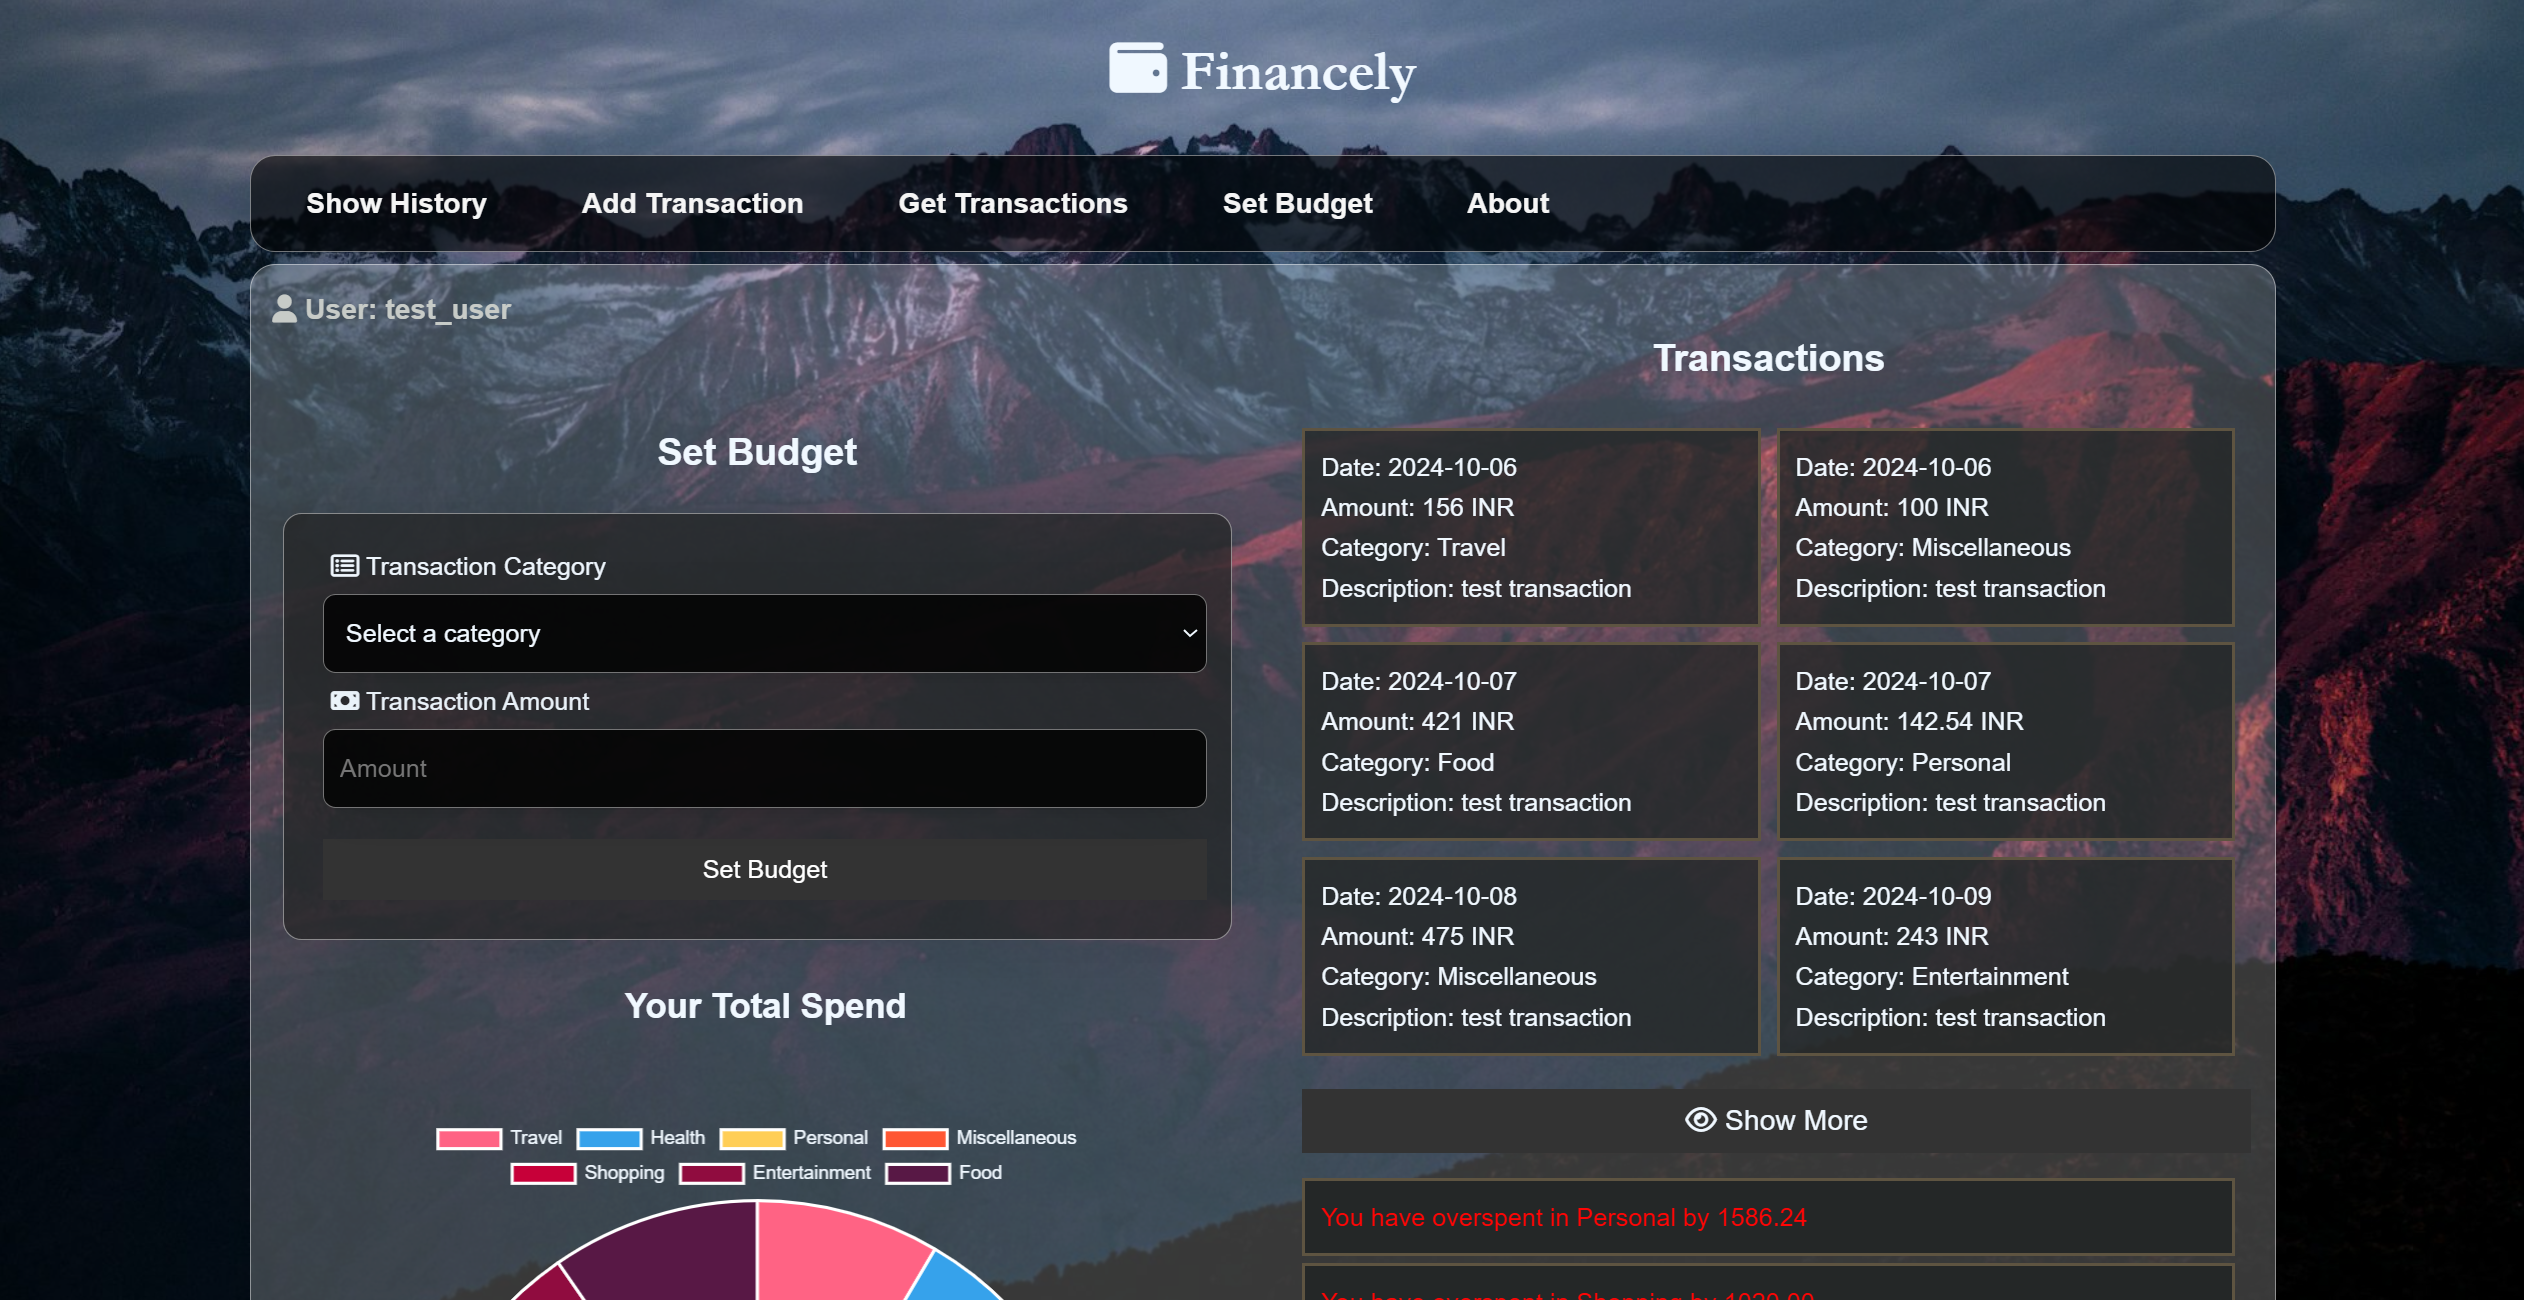 Financely
Show History
Add Transaction
Get Transactions
Set Budget
About
User: test_user
Set Budget
Transaction Category
Select a category
Transaction Amount
Amount
Set Budget
Your Total Spend
Travel
Health
Personal
Miscellaneous
Shopping
Entertainment
Food
Transactions
Date: 2024-10-06
Amount: 156 INR
Category: Travel
Description: test transaction
Date: 2024-10-06
Amount: 100 INR
Category: Miscellaneous
Description: test transaction
Date: 2024-10-07
Amount: 421 INR
Category: Food
Description: test transaction
Date: 2024-10-07
Amount: 142.54 INR
Category: Personal
Description: test transaction
Date: 2024-10-08
Amount: 475 INR
Category: Miscellaneous
Description: test transaction
Date: 2024-10-09
Amount: 243 INR
Category: Entertainment
Description: test transaction
Show More
You have overspent in Personal by 1586.24
You have overspent in Shopping by